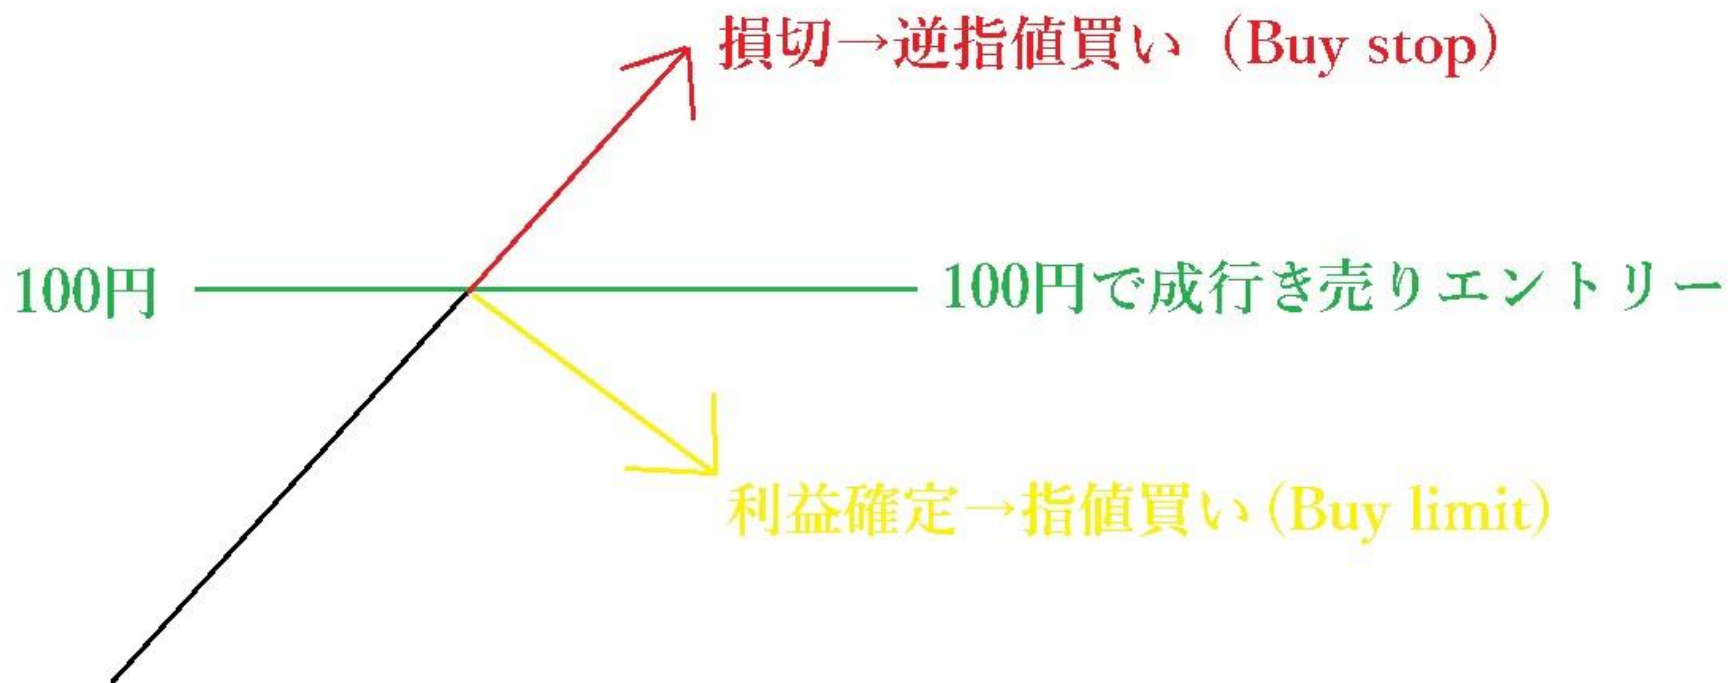 損切→逆指値買い（Buy stop）
100円
100円で成行き売りエントリー
利益確定→指値買い（Buy limit）